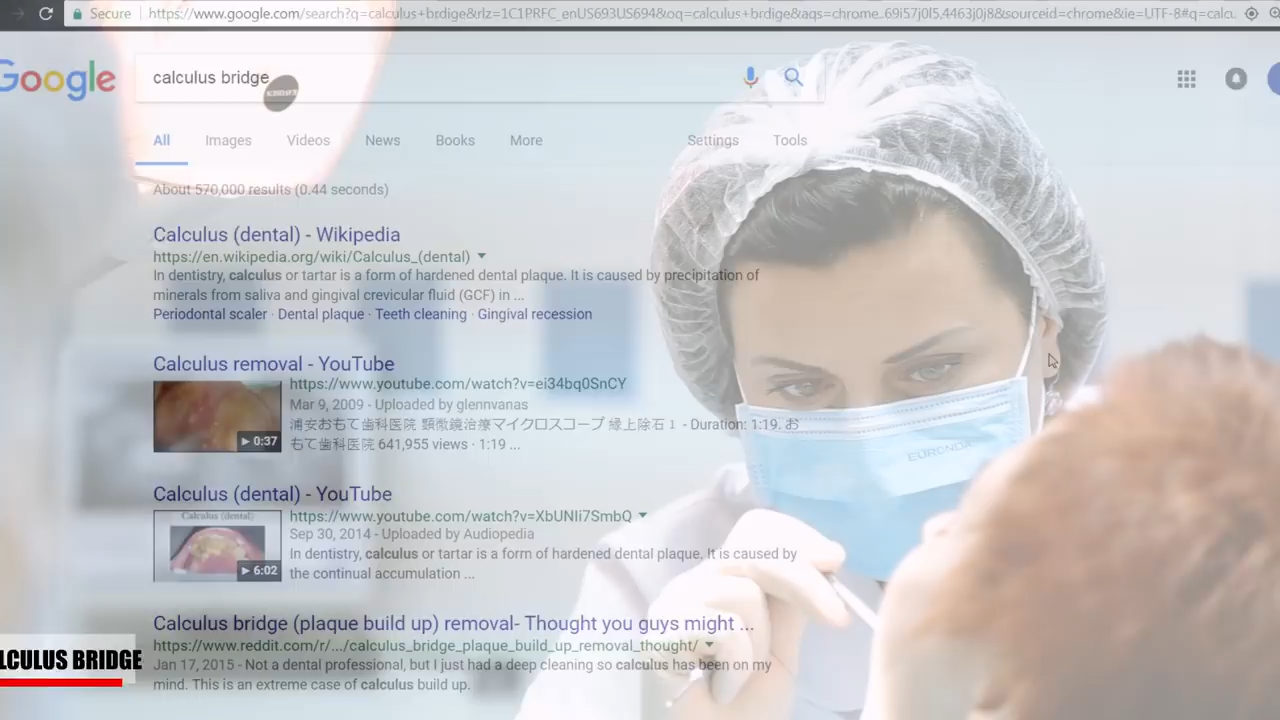 Secure
https://www.google.com/search?q=calculus+brdige&rlz=1C1PRFC_enUS693US694&oq=calculus+brdige&aqs=chrome..69i57j0l5.4463j0j8&sourceid=chrome&ie=UTF-8#q=calcu
Google
calculus bridge
All Images Videos News Books More Settings Tools
About 570,000 results (0.44 seconds)
Calculus (dental) - Wikipedia
https://en.wikipedia.org/wiki/Calculus_(dental)
In dentistry, calculus or tartar is a form of hardened dental plaque. It is caused by precipitation of
minerals from saliva and gingival crevicular fluid (GCF) in ...
Periodontal scaler · Dental plaque · Teeth cleaning · Gingival recession
Calculus removal - YouTube
https://www.youtube.com/watch?v=ei34bq0SnCY
Mar 9, 2009 - Uploaded by glennvanas
浦安おもて歯科医院 顕微鏡治療マイクロスコープ 縁上除石１ - Duration: 1:19. お
もて歯科医院 641,955 views · 1:19 ...
0:37
Calculus (dental) - YouTube
https://www.youtube.com/watch?v=XbUNIi7SmbQ
Sep 30, 2014 - Uploaded by Audiopedia
In dentistry, calculus or tartar is a form of hardened dental plaque. It is caused by
the continual accumulation ...
Calculus (dental)
6:02
Calculus bridge (plaque build up) removal- Thought you guys might ...
https://www.reddit.com/r/.../calculus_bridge_plaque_build_up_removal_thought/
Jan 17, 2015 - Not a dental professional, but I just had a deep cleaning so calculus has been on my
mind. This is an extreme case of calculus build up.
EURONDA
LCULUS BRIDGE